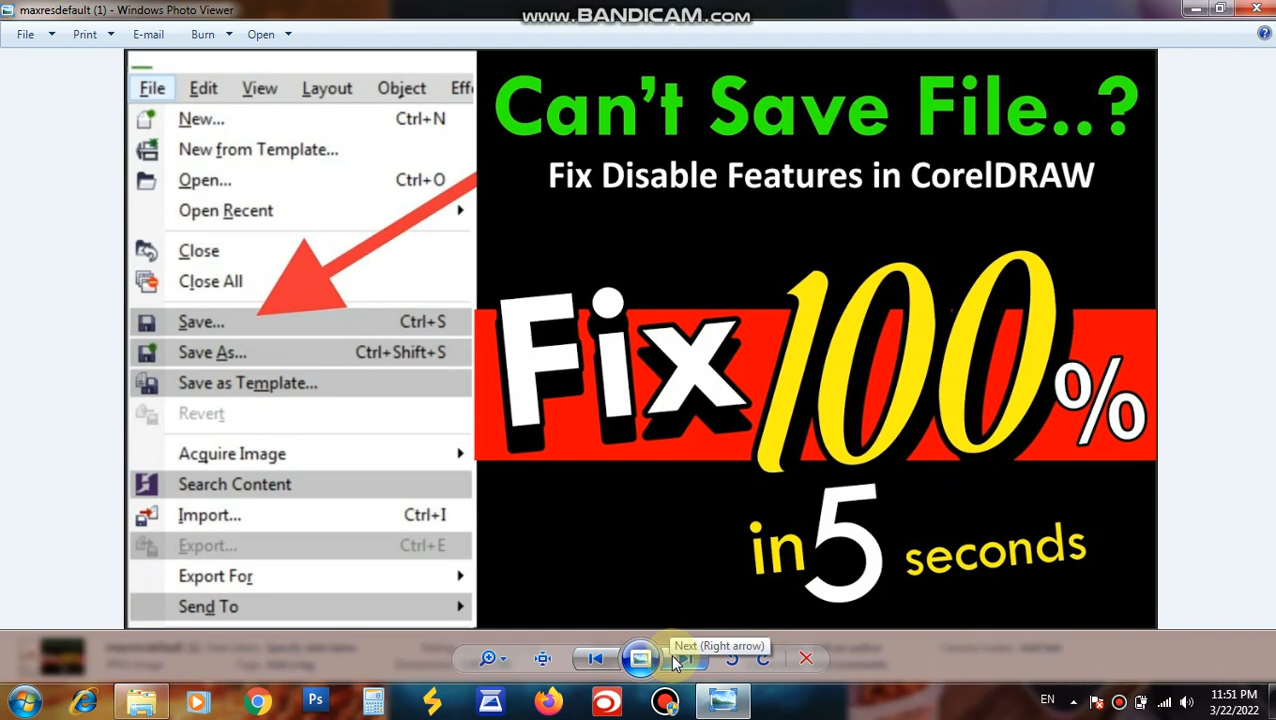 maxresdefault (1) - Windows Photo Viewer
www.BANDICAM.com
File Print E-mail Burn Open
File Edit View Layout Object Eff
New... Ctrl+N
New from Template...
Open... Ctrl+O
Open Recent
Close
Close All
Save... Ctrl+S
Save As... Ctrl+Shift+S
Save as Template...
Revert
Acquire Image
Search Content
Import... Ctrl+I
Export... Ctrl+E
Export For
Send To
Can't Save File..?
Fix Disable Features in CorelDRAW
Fix 100%
in 5 seconds
Next (Right arrow)
Ps
EN
11:51 PM
3/22/2022